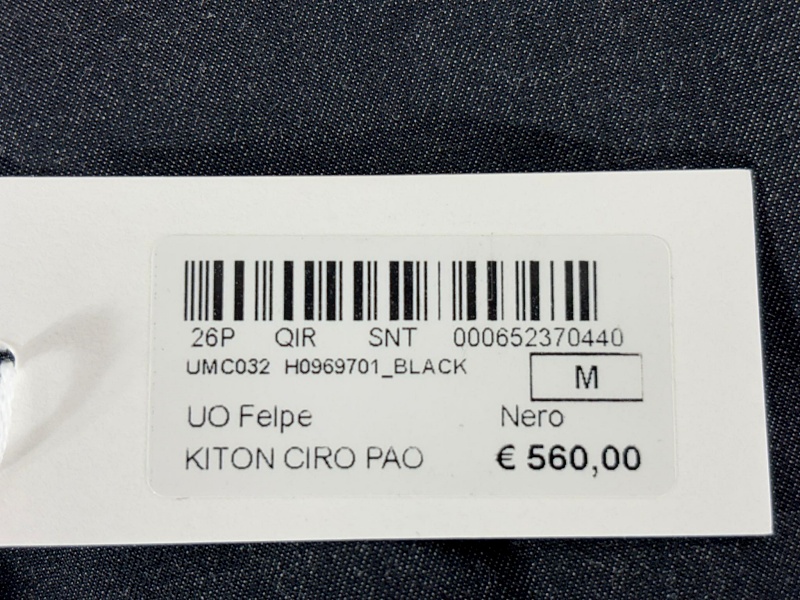 26P QIR SNT 000652370440
UMC032 H0969701_BLACK
M
UO Felpe Nero
KITON CIRO PAO € 560,00